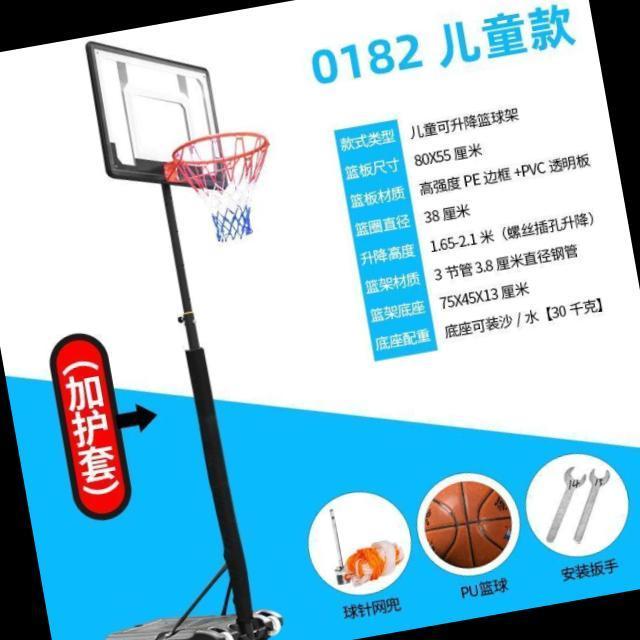 0182 儿童款
款式类型 儿童可升降篮球架
篮板尺寸 80X55 厘米
篮板材质 高强度 PE 边框 +PVC 透明板
篮圈直径 38 厘米
升降高度 1.65-2.1 米（螺丝插孔升降）
篮架材质 3 节管 3.8 厘米直径钢管
篮架底座 75X45X13 厘米
底座配重 底座可装沙 / 水【30 千克】
（加护套）
14 15
球针网兜
PU篮球
安装扳手